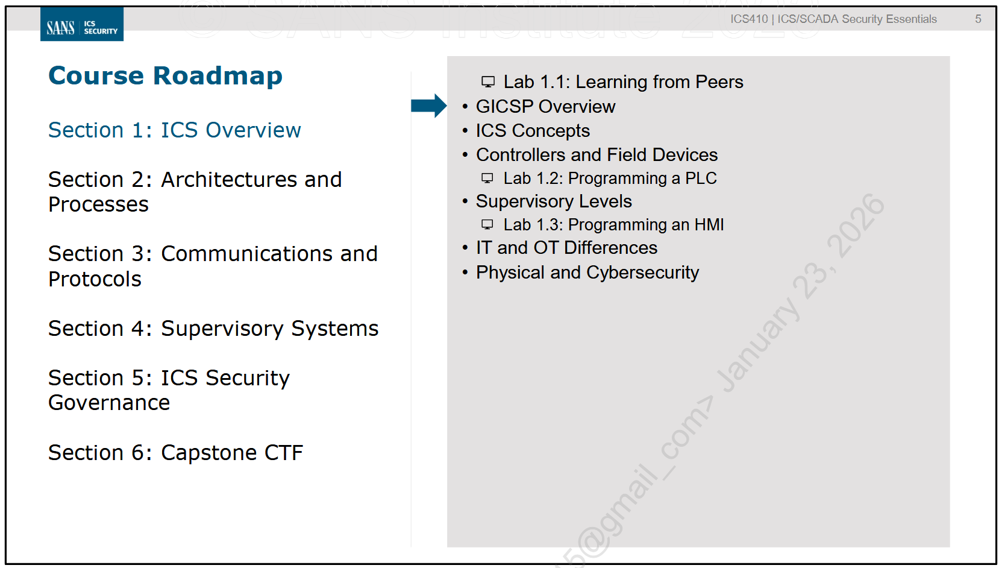 © SANS Institute 2026
SANS ICS SECURITY
ICS410 | ICS/SCADA Security Essentials 5
Course Roadmap
Section 1: ICS Overview
Section 2: Architectures and
Processes
Section 3: Communications and
Protocols
Section 4: Supervisory Systems
Section 5: ICS Security
Governance
Section 6: Capstone CTF
Lab 1.1: Learning from Peers
• GICSP Overview
• ICS Concepts
• Controllers and Field Devices
Lab 1.2: Programming a PLC
• Supervisory Levels
Lab 1.3: Programming an HMI
• IT and OT Differences
• Physical and Cybersecurity
5@gmail_com> January 23, 2026